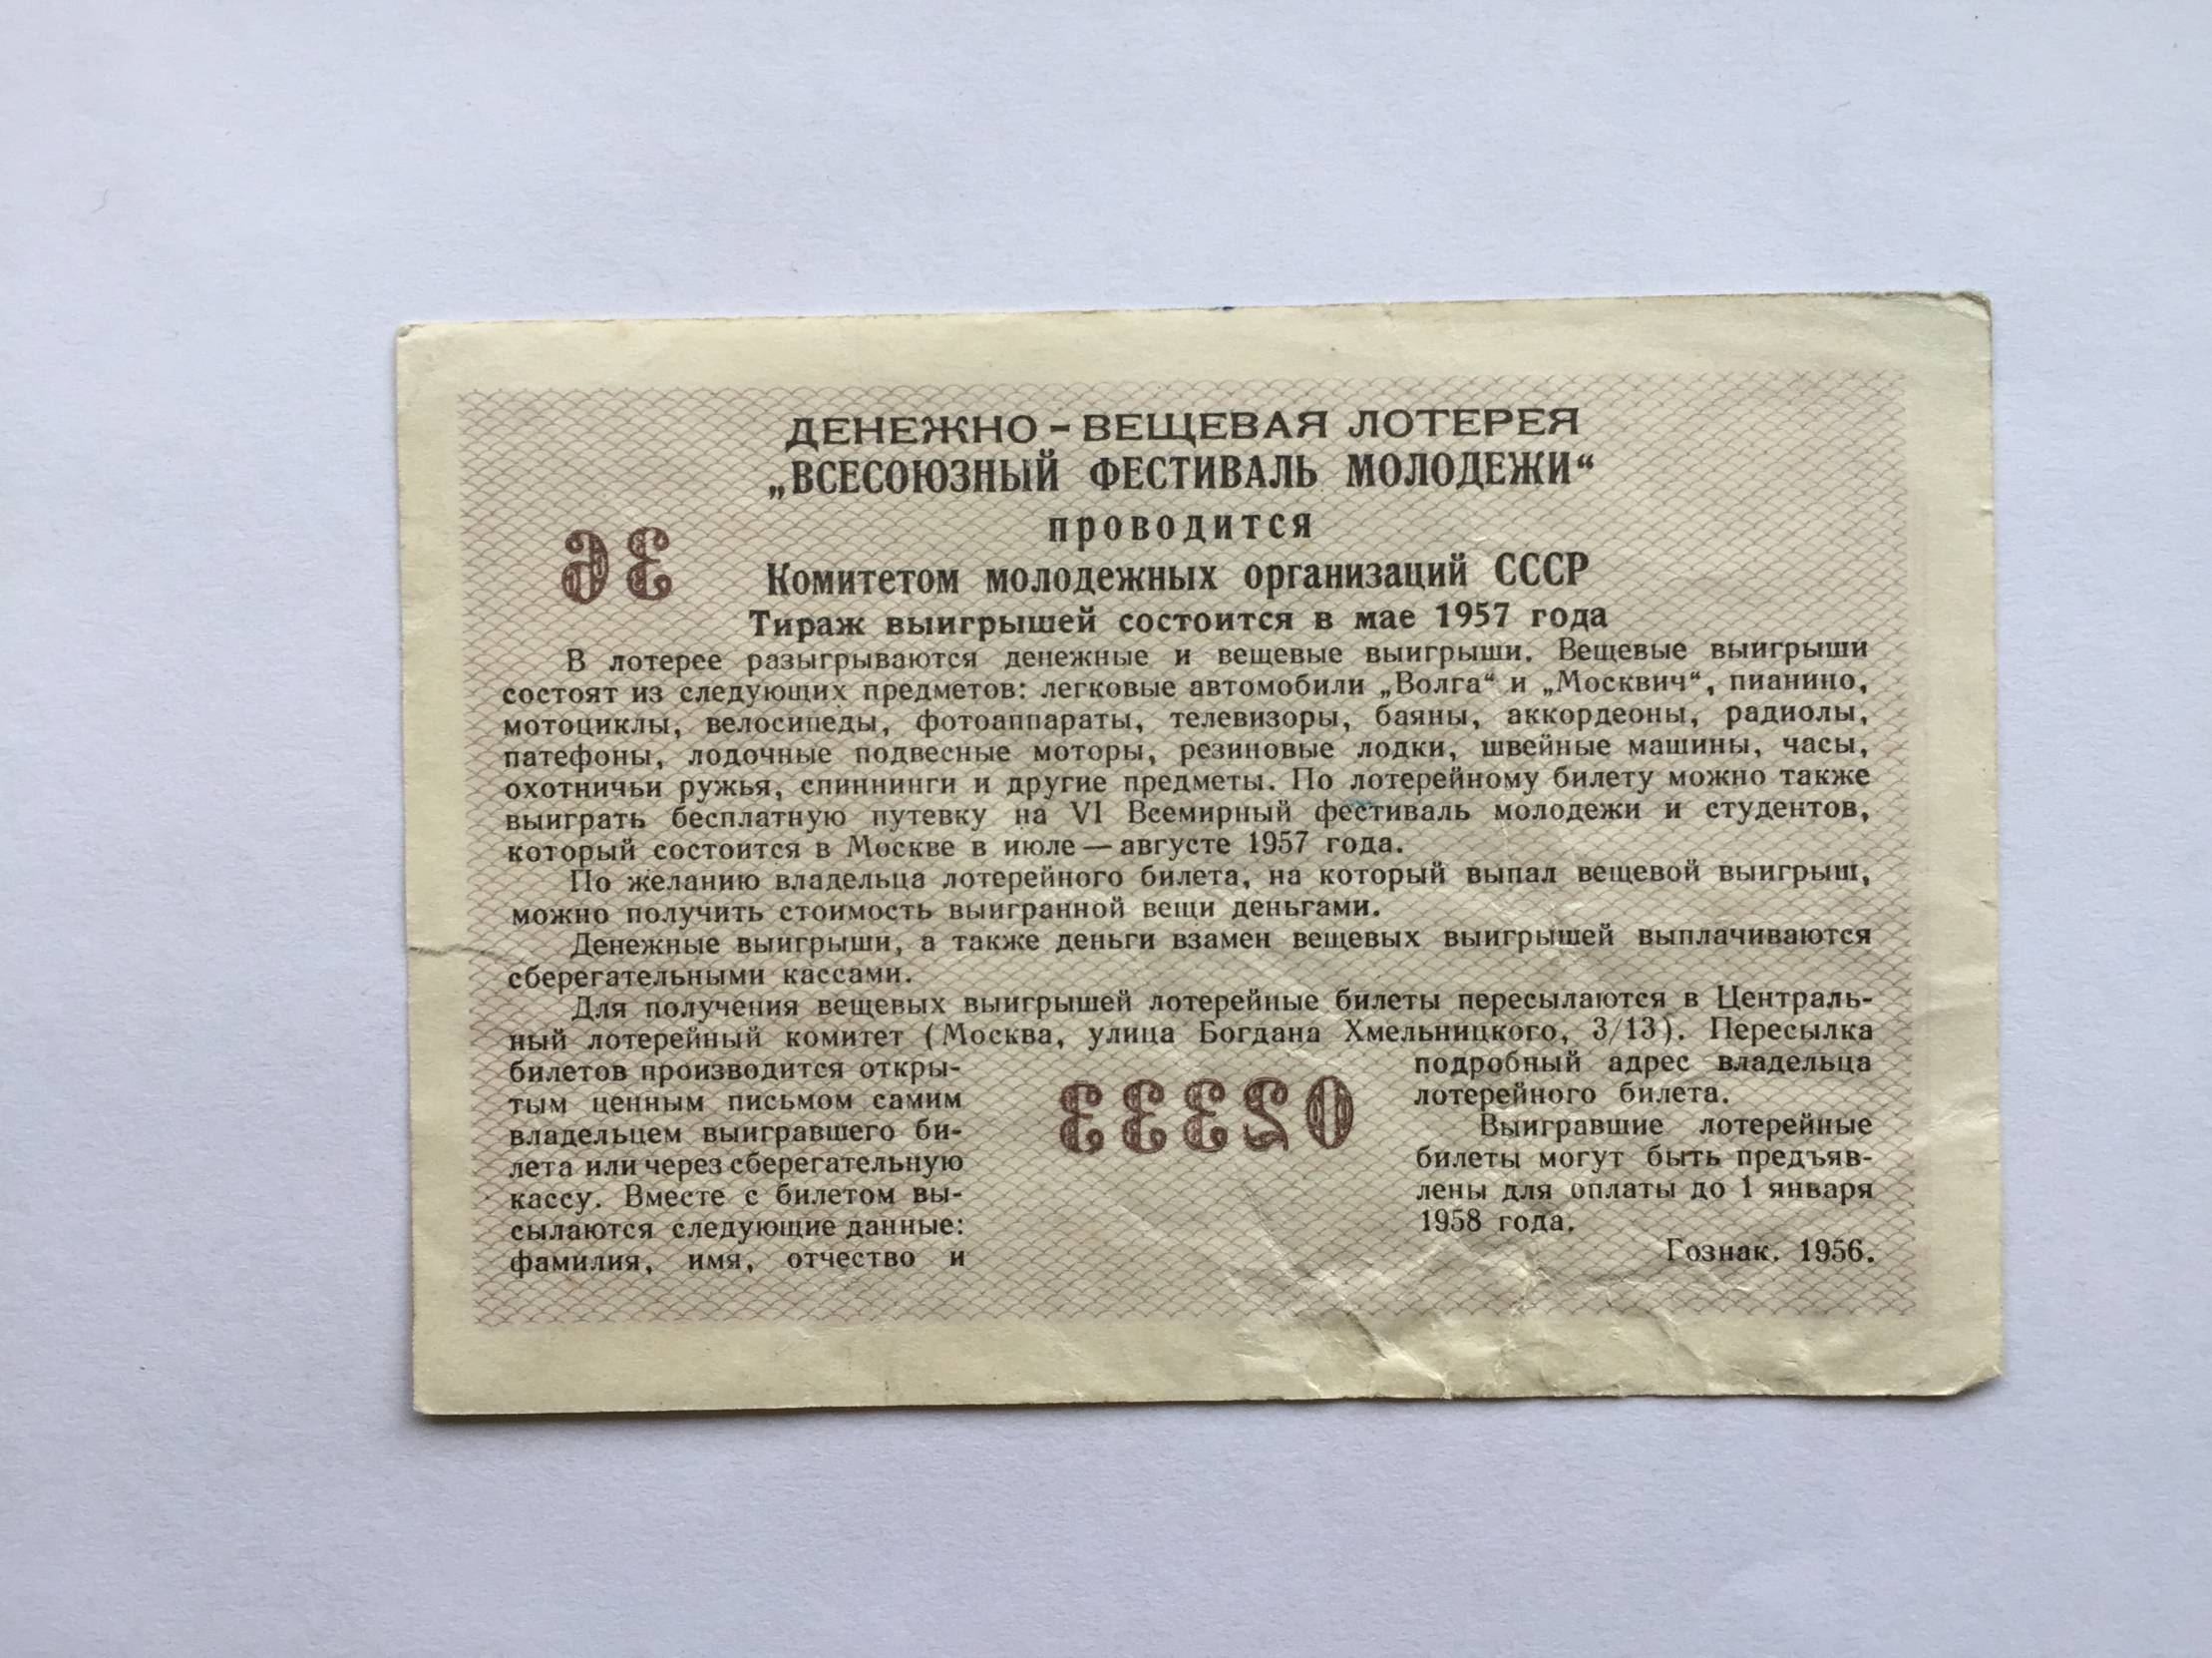 ДЕНЕЖНО-ВЕЩЕВАЯ ЛОТЕРЕЯ
„ВСЕСОЮЗНЫЙ ФЕСТИВАЛЬ МОЛОДЕЖИ“
проводится
36
Комитетом молодежных организаций СССР
Тираж выигрышей состоится в мае 1957 года
В лотерее разыгрываются денежные и вещевые выигрыши. Вещевые выигрыши
состоят из следующих предметов: легковые автомобили „Волга“ и „Москвич“, пианино,
мотоциклы, велосипеды, фотоаппараты, телевизоры, баяны, аккордеоны, радиолы,
патефоны, лодочные подвесные моторы, резиновые лодки, швейные машины, часы,
охотничьи ружья, спиннинги и другие предметы. По лотерейному билету можно также
выиграть бесплатную путевку на VI Всемирный фестиваль молодежи и студентов,
который состоится в Москве в июле — августе 1957 года.
По желанию владельца лотерейного билета, на который выпал вещевой выигрыш,
можно получить стоимость выигранной вещи деньгами.
Денежные выигрыши, а также деньги взамен вещевых выигрышей выплачиваются
сберегательными кассами.
Для получения вещевых выигрышей лотерейные билеты пересылаются в Централь-
ный лотерейный комитет (Москва, улица Богдана Хмельницкого, 3/13). Пересылка
билетов производится откры-
тым ценным письмом самим
владельцем выигравшего би-
лета или через сберегательную
кассу. Вместе с билетом вы-
сылаются следующие данные:
фамилия, имя, отчество и
02333
подробный адрес владельца
лотерейного билета.
Выигравшие лотерейные
билеты могут быть предъяв-
лены для оплаты до 1 января
1958 года.
Гознак. 1956.